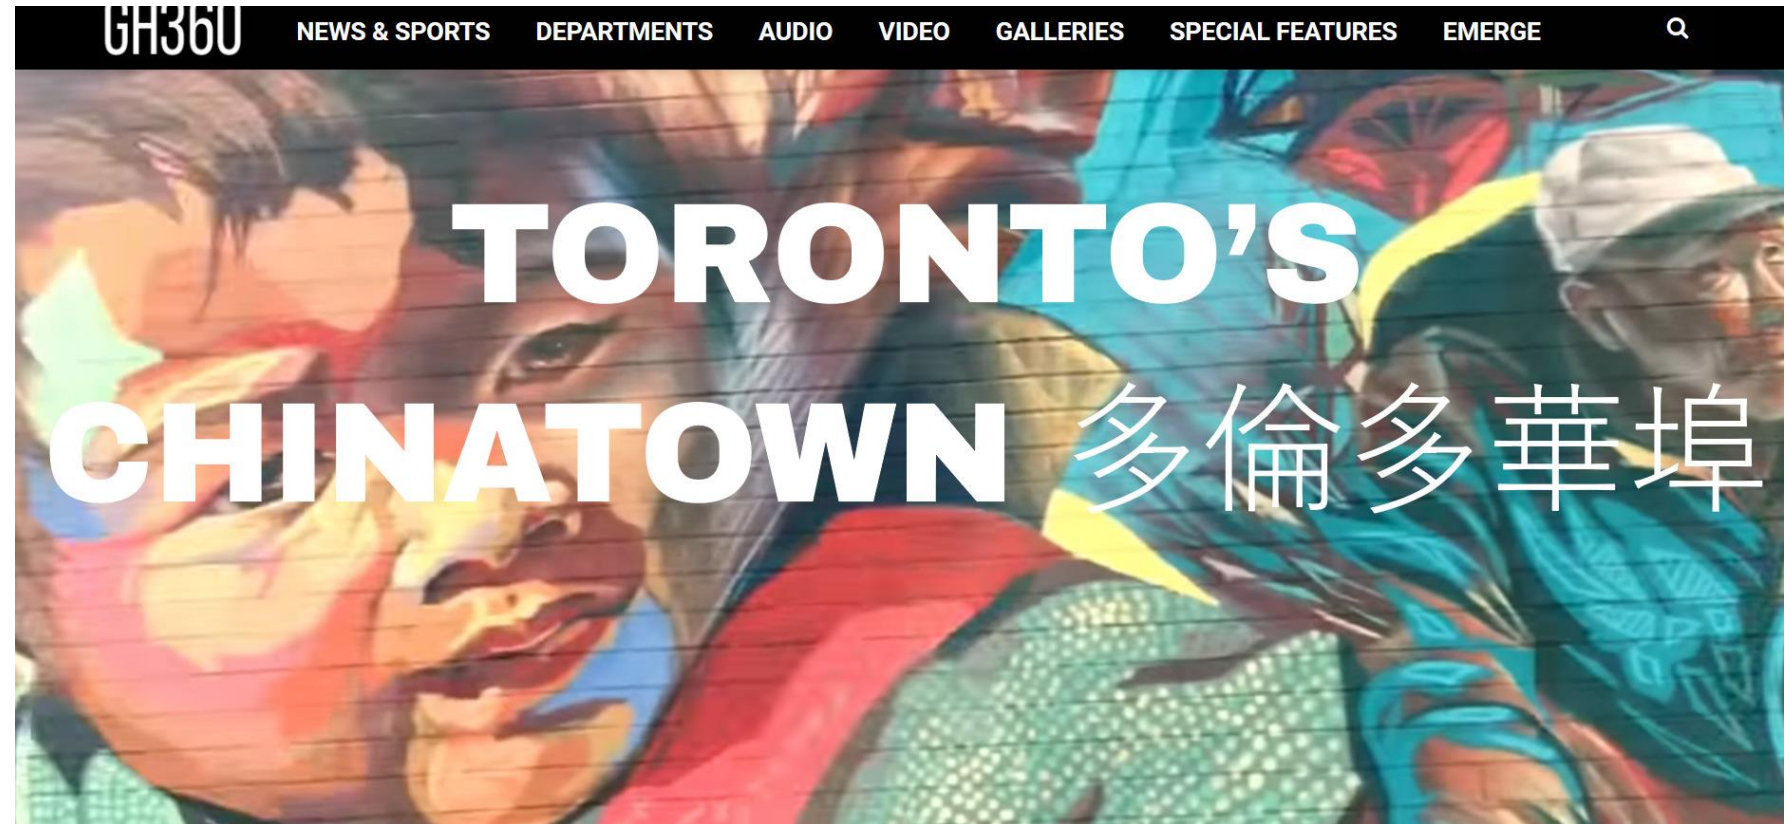 GH360 NEWS & SPORTS DEPARTMENTS AUDIO VIDEO GALLERIES SPECIAL FEATURES EMERGE
TORONTO’S
CHINATOWN 多倫多華埠